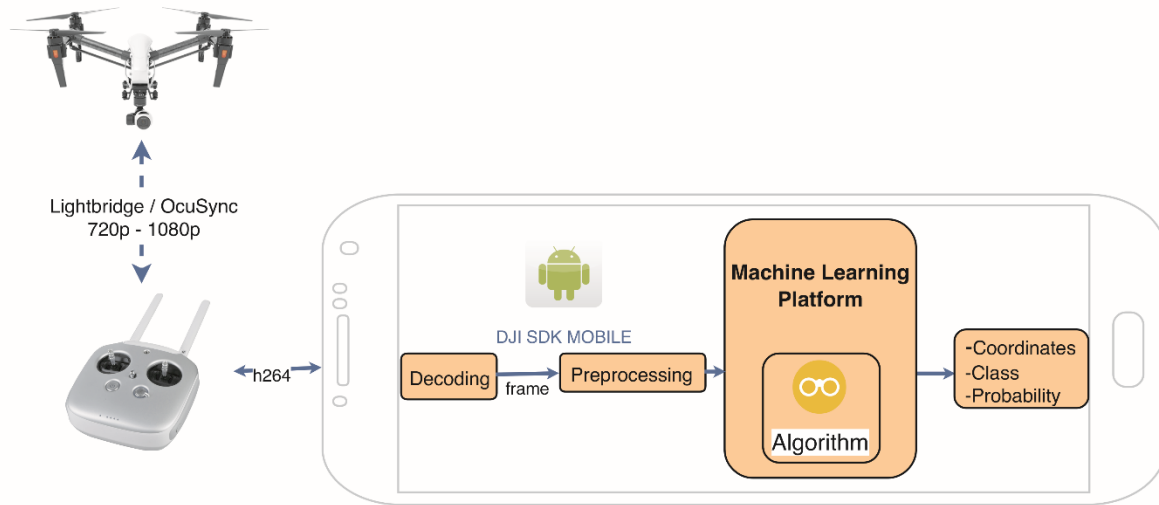 Lightbridge / OcuSync
720p - 1080p
h264
DJI SDK MOBILE
Decoding
frame
Preprocessing
Machine Learning
Platform
Algorithm
-Coordinates
-Class
-Probability